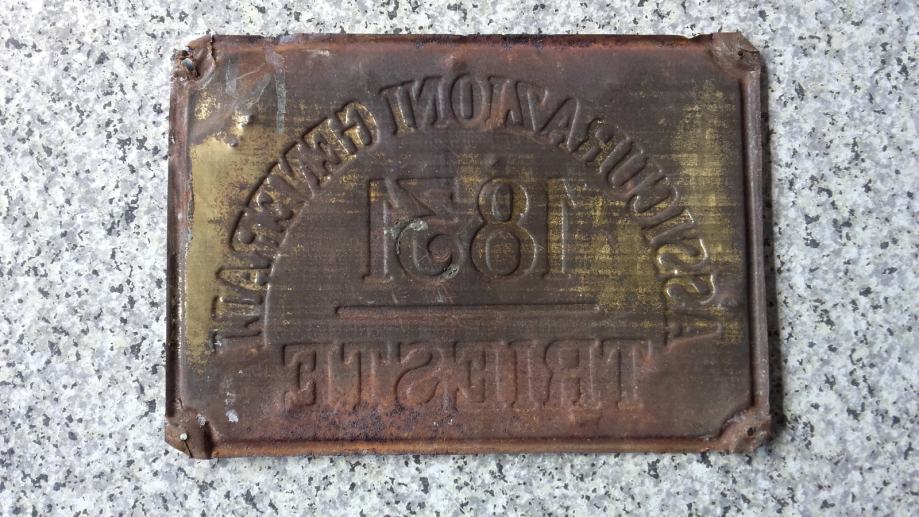 ASSICURAZIONI GENERALI
1831
TRIESTE